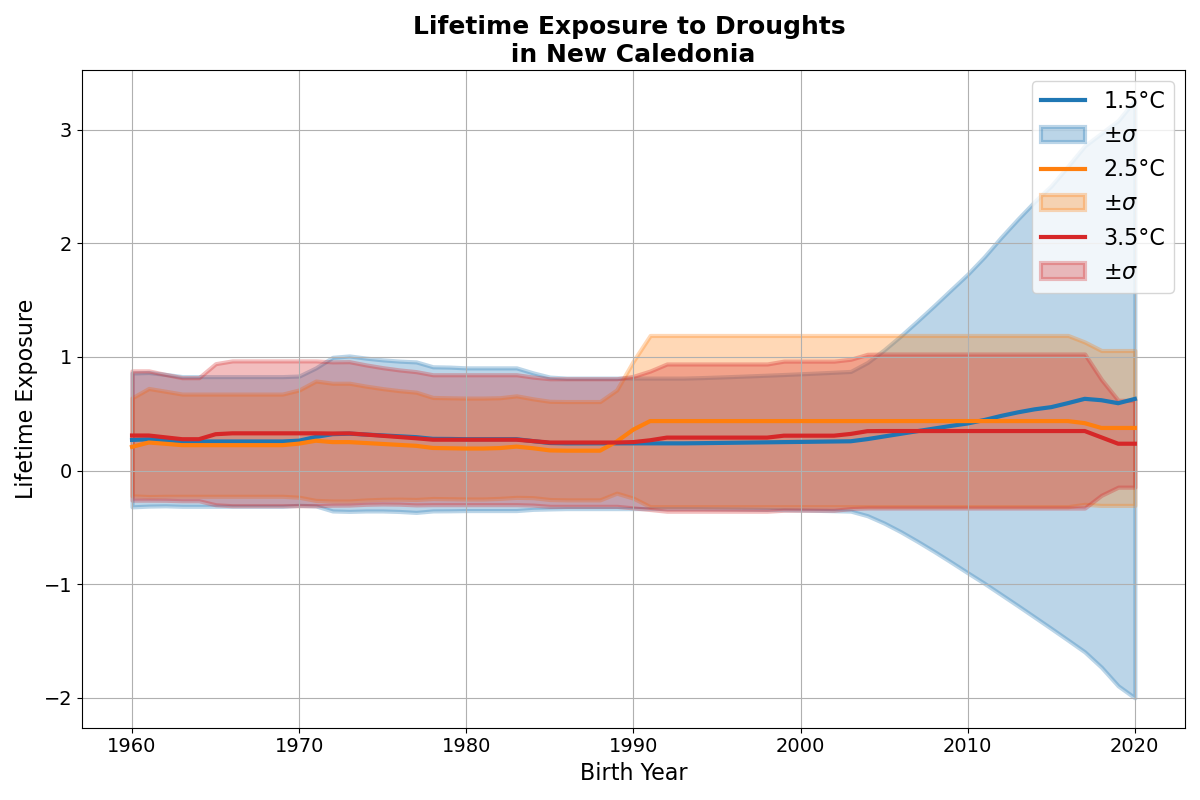 Lifetime Exposure to Droughts
in New Caledonia
1.5°C
±σ
2.5°C
±σ
3.5°C
±σ
Lifetime Exposure
3
2
1
0
−1
−2
1960 1970 1980 1990 2000 2010 2020
Birth Year